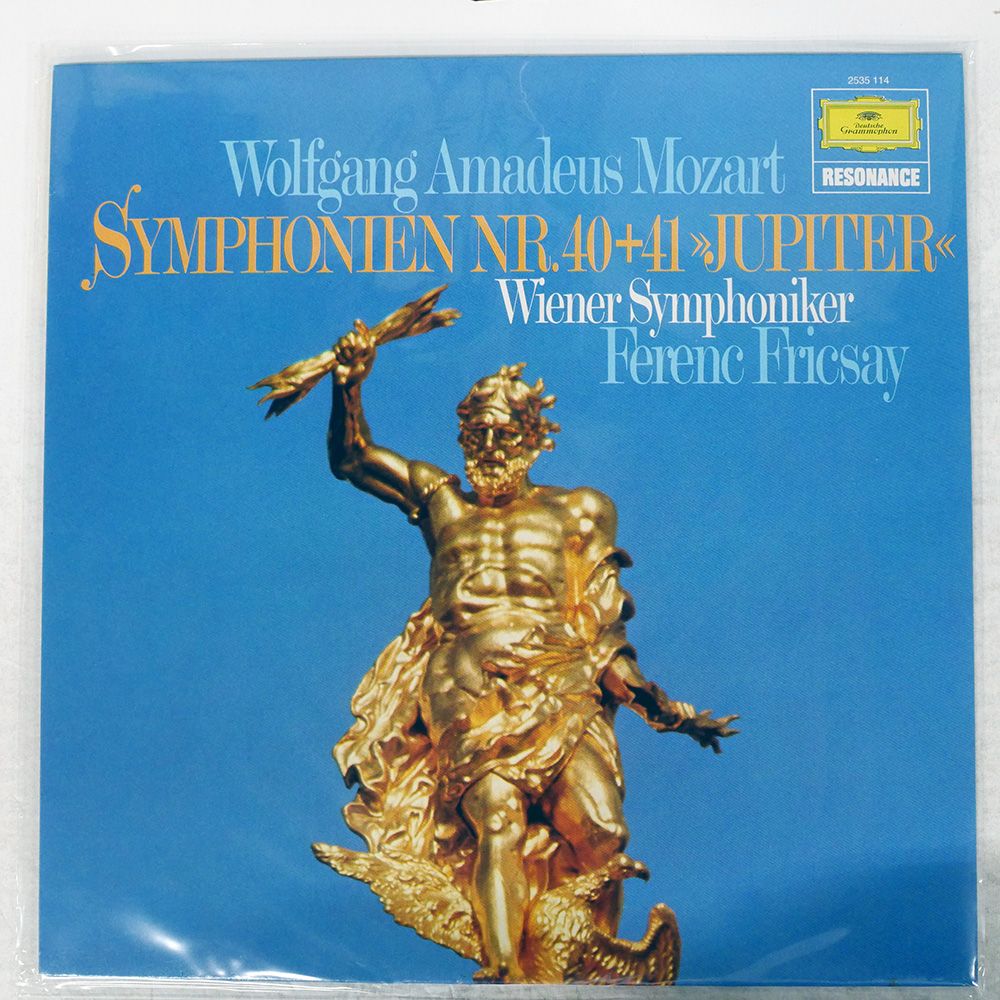 2535 114
Deutsche
Grammophon
RESONANCE
Wolfgang Amadeus Mozart
SYMPHONIEN NR.40+41 »JUPITER«
Wiener Symphoniker
Ferenc Fricsay